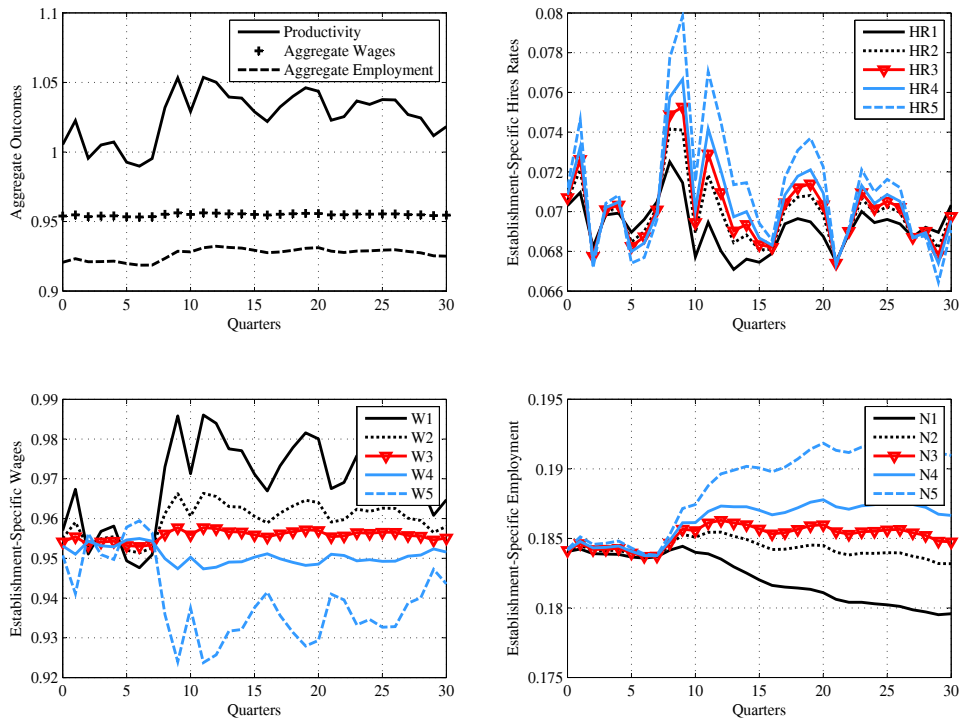 1.1
1.05
1
0.95
0.9
Aggregate Outcomes
Productivity
Aggregate Wages
Aggregate Employment
0 5 10 15 20 25 30
Quarters
0.08
0.078
0.076
0.074
0.072
0.07
0.068
0.066
Establishment-Specific Hires Rates
HR1
HR2
HR3
HR4
HR5
0 5 10 15 20 25 30
Quarters
0.99
0.98
0.97
0.96
0.95
0.94
0.93
0.92
Establishment-Specific Wages
W1
W2
W3
W4
W5
0 5 10 15 20 25 30
Quarters
0.195
0.19
0.185
0.18
0.175
Establishment-Specific Employment
N1
N2
N3
N4
N5
0 5 10 15 20 25 30
Quarters